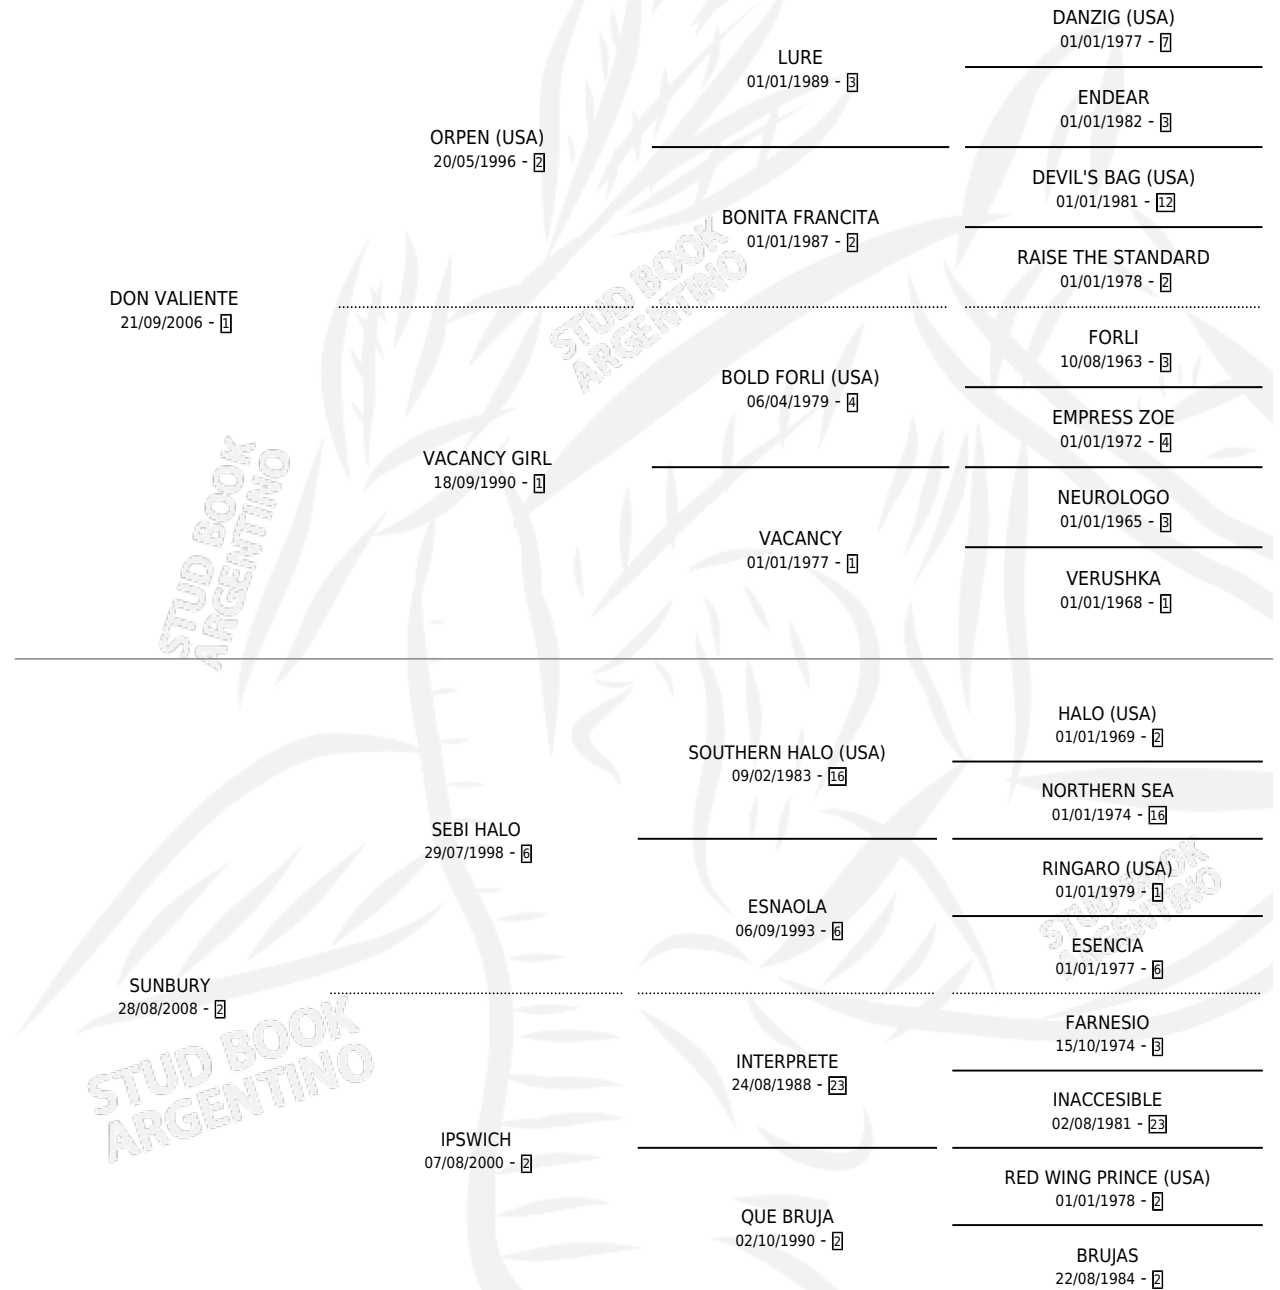 DANZIG (USA)
01/01/1977 - 7
LURE
01/01/1989 - 3
ENDEAR
01/01/1982 - 3
ORPEN (USA)
20/05/1996 - 2
DEVIL'S BAG (USA)
01/01/1981 - 12
BONITA FRANCITA
01/01/1987 - 2
RAISE THE STANDARD
01/01/1978 - 2
DON VALIENTE
21/09/2006 - 1
FORLI
10/08/1963 - 3
BOLD FORLI (USA)
06/04/1979 - 4
EMPRESS ZOE
01/01/1972 - 4
VACANCY GIRL
18/09/1990 - 1
NEUROLOGO
01/01/1965 - 3
VACANCY
01/01/1977 - 1
VERUSHKA
01/01/1968 - 1
HALO (USA)
01/01/1969 - 2
SOUTHERN HALO (USA)
09/02/1983 - 16
NORTHERN SEA
01/01/1974 - 16
SEBI HALO
29/07/1998 - 6
RINGARO (USA)
01/01/1979 - 1
ESNAOLA
06/09/1993 - 6
ESENCIA
01/01/1977 - 6
SUNBURY
28/08/2008 - 2
FARNESIO
15/10/1974 - 3
INTERPRETE
24/08/1988 - 23
INACCESIBLE
02/08/1981 - 23
IPSWICH
07/08/2000 - 2
RED WING PRINCE (USA)
01/01/1978 - 2
QUE BRUJA
02/10/1990 - 2
BRUJAS
22/08/1984 - 2
STUD BOOK
ARGENTINO
STUD BOOK
ARGENTINO
STUD BOOK
ARGENTINO
STUD BOOK
ARGENTINO